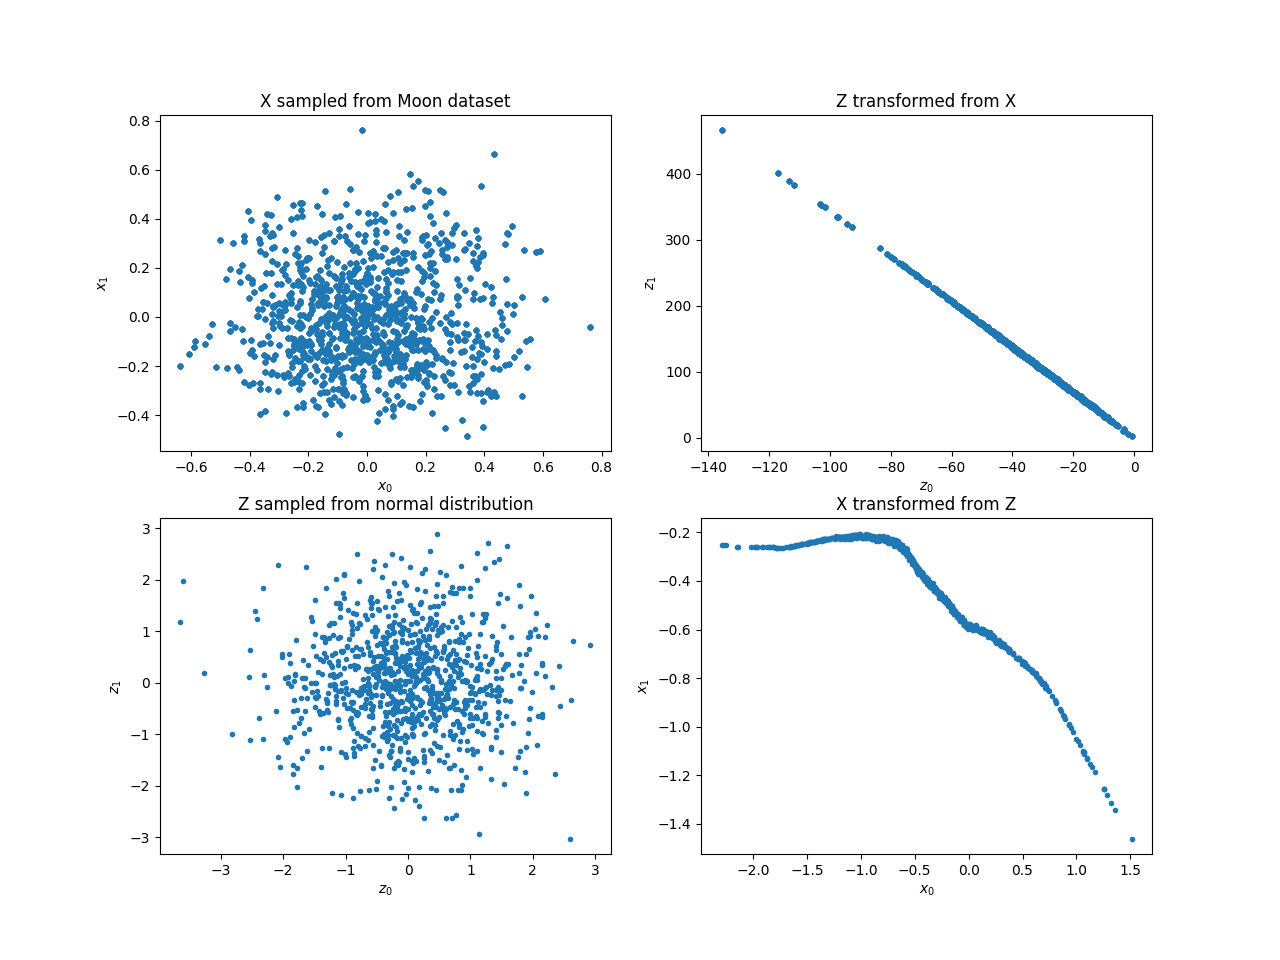 X sampled from Moon dataset
0.8
0.6
0.4
0.2
0.0
−0.2
−0.4
x₁
−0.6 −0.4 −0.2 0.0 0.2 0.4 0.6 0.8
x₀
Z transformed from X
400
300
200
100
0
z₁
−140 −120 −100 −80 −60 −40 −20 0
z₀
Z sampled from normal distribution
3
2
1
0
−1
−2
−3
z₁
−3 −2 −1 0 1 2 3
z₀
X transformed from Z
−0.2
−0.4
−0.6
−0.8
−1.0
−1.2
−1.4
x₁
−2.0 −1.5 −1.0 −0.5 0.0 0.5 1.0 1.5
x₀